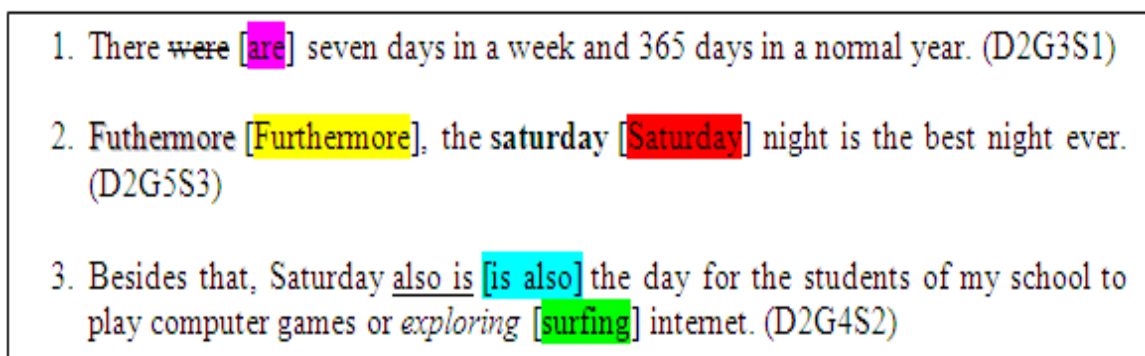 1. There were [are] seven days in a week and 365 days in a normal year. (D2G3S1)
2. Futhermore [Furthermore], the saturday [Saturday] night is the best night ever.
(D2G5S3)
3. Besides that, Saturday also is [is also] the day for the students of my school to
play computer games or exploring [surfing] internet. (D2G4S2)